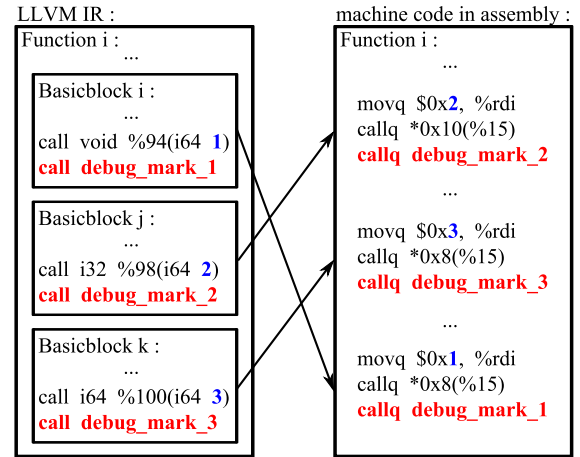 LLVM IR :
Function i :
...
Basicblock i :
...
call void %94(i64 1)
call debug_mark_1
Basicblock j :
...
call i32 %98(i64 2)
call debug_mark_2
Basicblock k :
...
call i64 %100(i64 3)
call debug_mark_3
machine code in assembly :
Function i :
...
movq $0x2, %rdi
callq *0x10(%15)
callq debug_mark_2
...
movq $0x3, %rdi
callq *0x8(%15)
callq debug_mark_3
...
movq $0x1, %rdi
callq *0x8(%15)
callq debug_mark_1